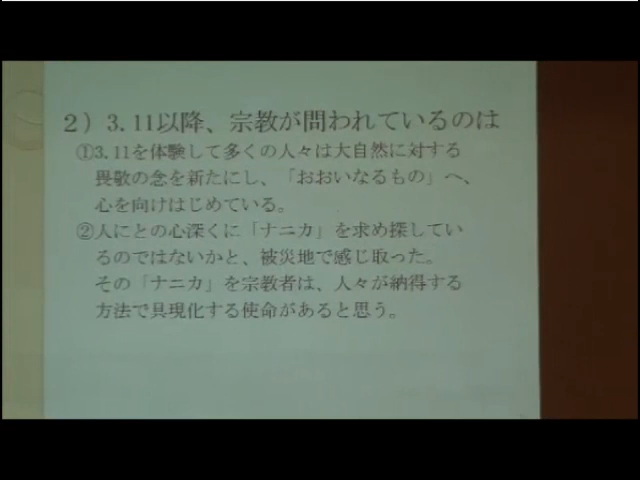 ２）3.11以降、宗教が問われているのは
①3.11を体験して多くの人々は大自然に対する
畏敬の念を新たにし、「おおいなるもの」へ、
心を向けはじめている。
②人にとの心深くに「ナニカ」を求め探してい
るのではないかと、被災地で感じ取った。
その「ナニカ」を宗教者は、人々が納得する
方法で具現化する使命があると思う。